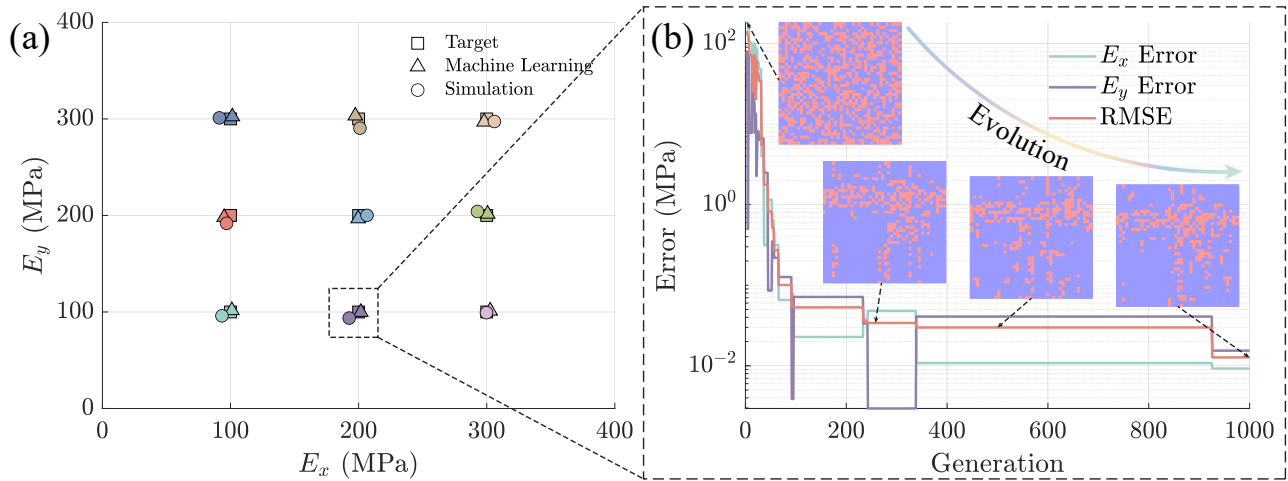 (a)
400
300
200
100
0
0
100
200
300
400
E_y (MPa)
E_x (MPa)
Target
Machine Learning
Simulation
(b)
10^2
10^0
10^{-2}
Error (MPa)
E_x Error
E_y Error
RMSE
Evolution
0
200
400
600
800
1000
Generation